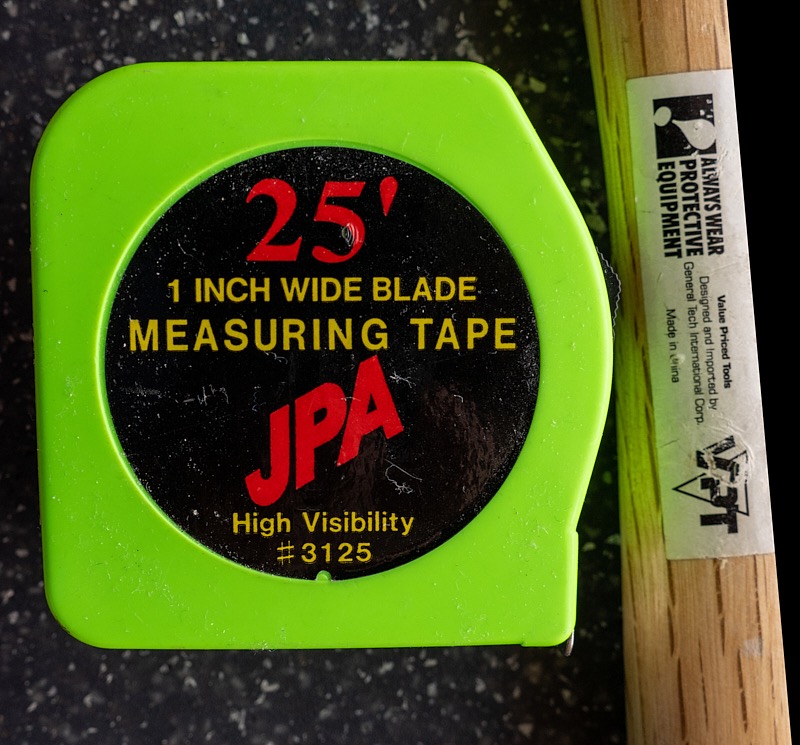 25'
1 INCH WIDE BLADE
MEASURING TAPE
JPA
High Visibility
#3125
ALWAYS WEAR
PROTECTIVE
EQUIPMENT
Value Priced Tools
Designed and Imported by
General Tech International Corp.
Made in China